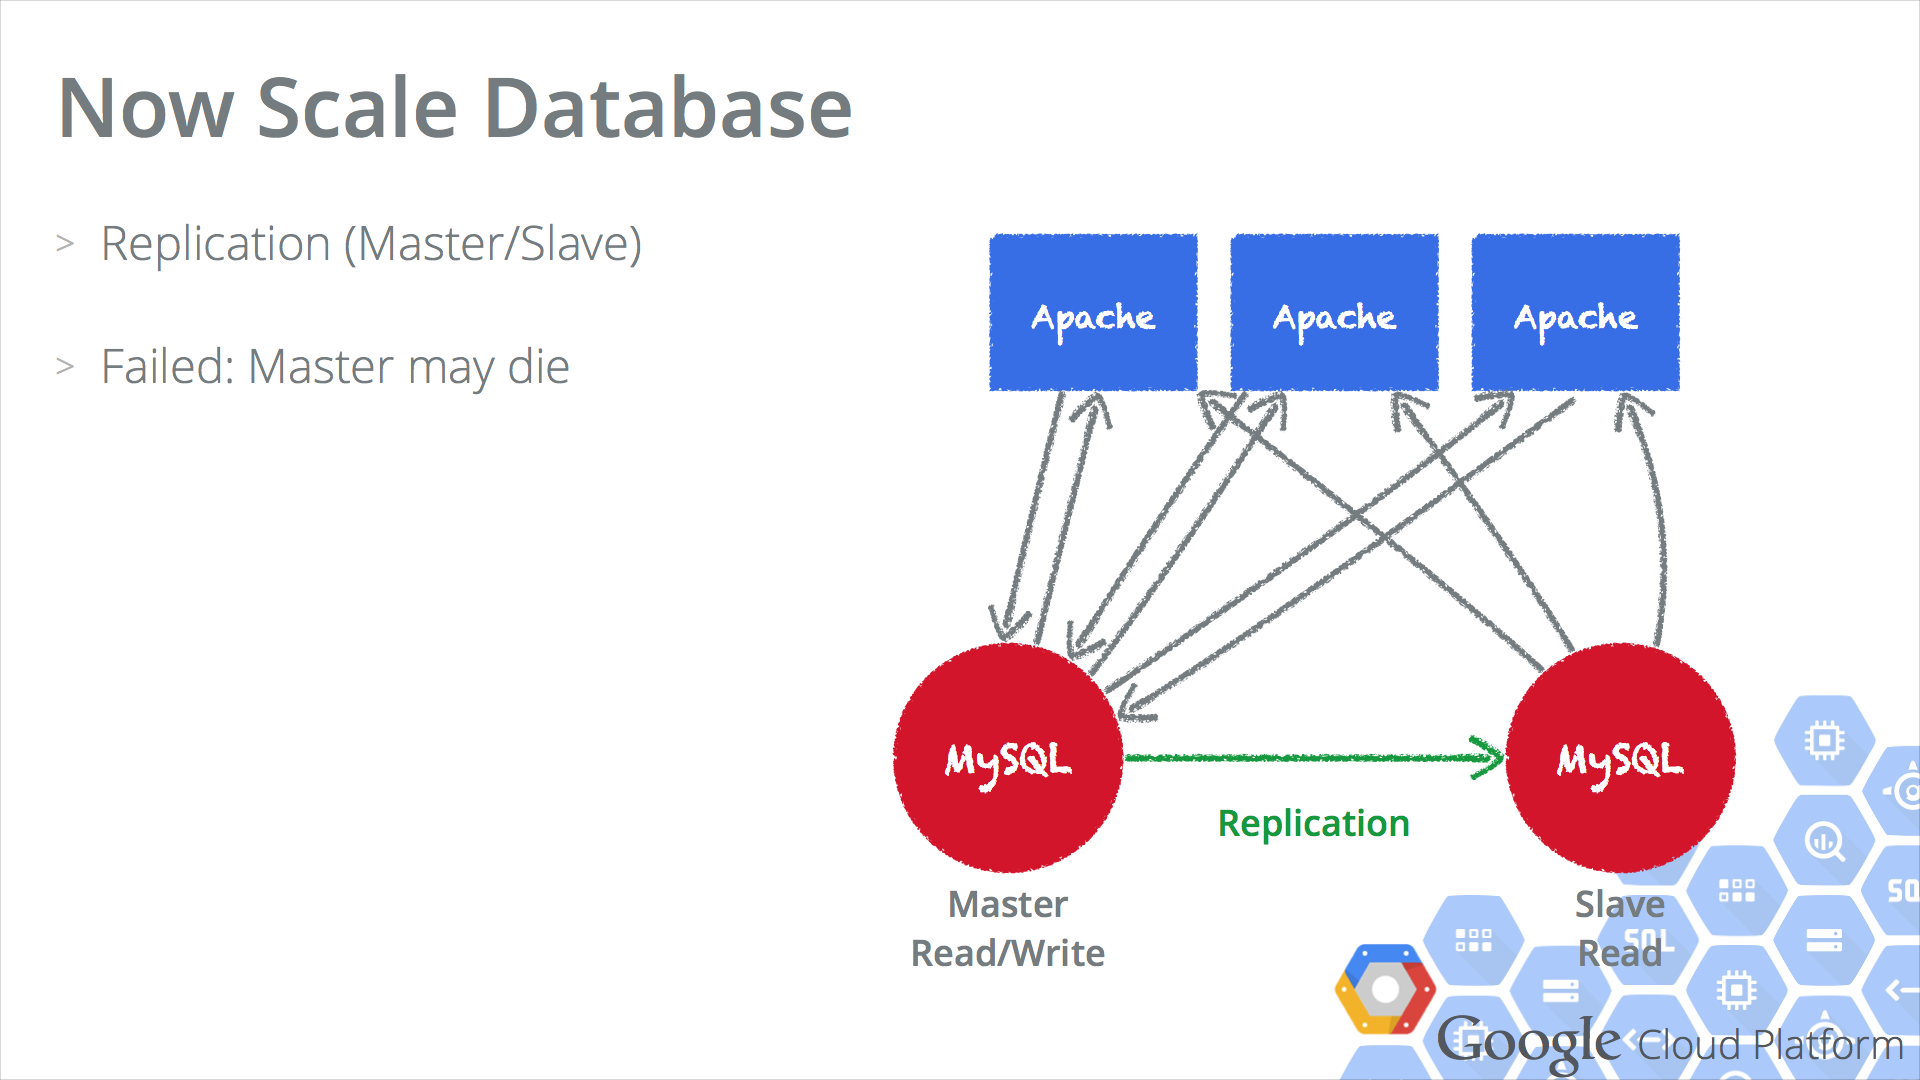 Now Scale Database
> Replication (Master/Slave)
> Failed: Master may die
Apache Apache Apache
MySQL MySQL
Replication
Master
Read/Write
Slave
Read
SQL
Google Cloud Platform